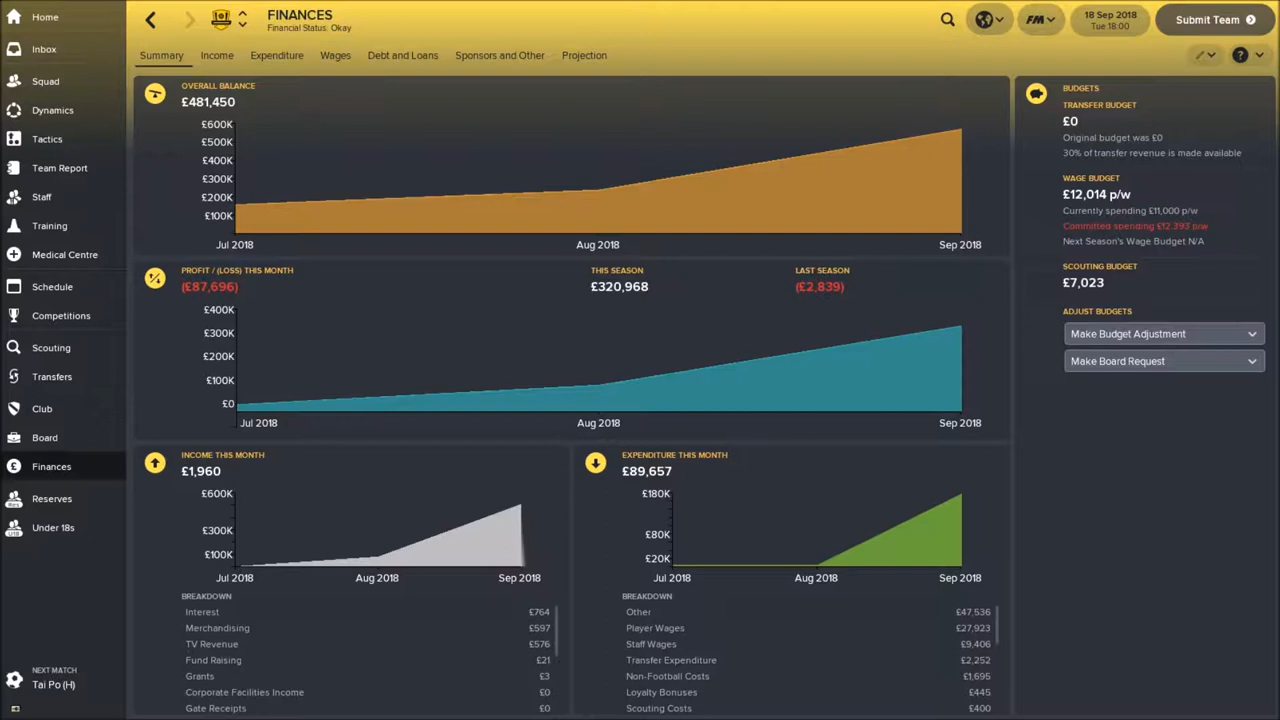 Home
Inbox
Squad
Dynamics
Tactics
Team Report
Staff
Training
Medical Centre
Schedule
Competitions
Scouting
Transfers
Club
Board
Finances
Reserves
Under 18s
NEXT MATCH
Tai Po (H)
FINANCES
Financial Status: Okay
FM
18 Sep 2018
Tue 18:00
Submit Team
Summary
Income
Expenditure
Wages
Debt and Loans
Sponsors and Other
Projection
OVERALL BALANCE
£481,450
£600K
£500K
£400K
£300K
£200K
£100K
Jul 2018
Aug 2018
Sep 2018
PROFIT / (LOSS) THIS MONTH
(£87,696)
THIS SEASON
£320,968
LAST SEASON
(£2,839)
£400K
£300K
£200K
£100K
£0
Jul 2018
Aug 2018
Sep 2018
INCOME THIS MONTH
£1,960
£600K
£300K
£100K
Jul 2018
Aug 2018
Sep 2018
BREAKDOWN
Interest £764
Merchandising £597
TV Revenue £576
Fund Raising £21
Grants £3
Corporate Facilities Income £0
Gate Receipts £0
EXPENDITURE THIS MONTH
£89,657
£180K
£80K
£20K
Jul 2018
Aug 2018
Sep 2018
BREAKDOWN
Other £47,536
Player Wages £27,923
Staff Wages £9,406
Transfer Expenditure £2,252
Non-Football Costs £1,695
Loyalty Bonuses £445
Scouting Costs £400
BUDGETS
TRANSFER BUDGET
£0
Original budget was £0
30% of transfer revenue is made available
WAGE BUDGET
£12,014 p/w
Currently spending £11,000 p/w
Committed spending £12,393 p/w
Next Season's Wage Budget N/A
SCOUTING BUDGET
£7,023
ADJUST BUDGETS
Make Budget Adjustment
Make Board Request